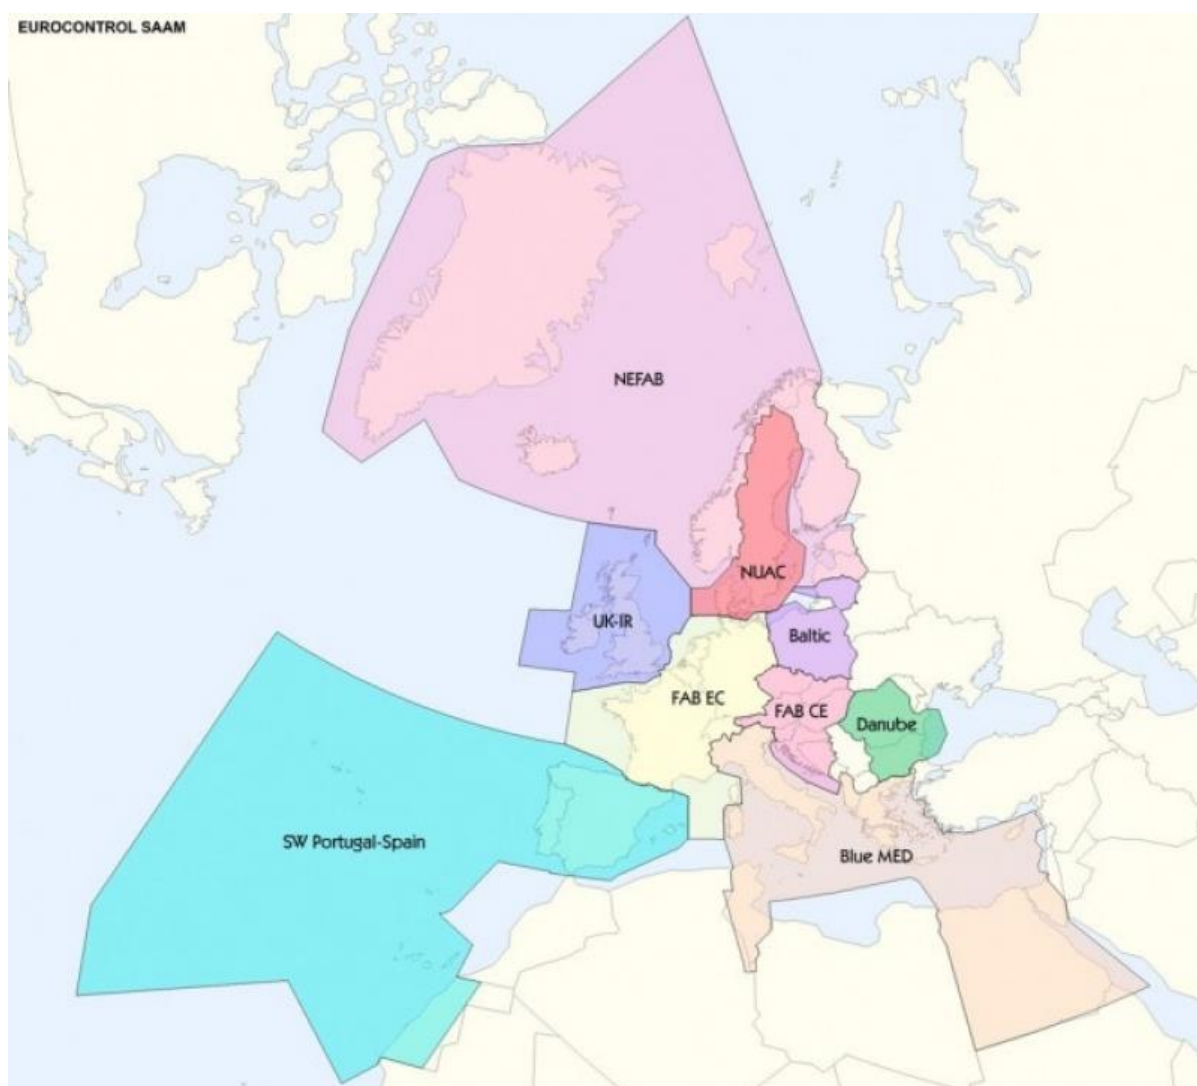 EUROCONTROL SAAM
NEFAB
NUAC
UK-IR
Baltic
FAB EC
FAB CE
Danube
SW Portugal-Spain
Blue MED